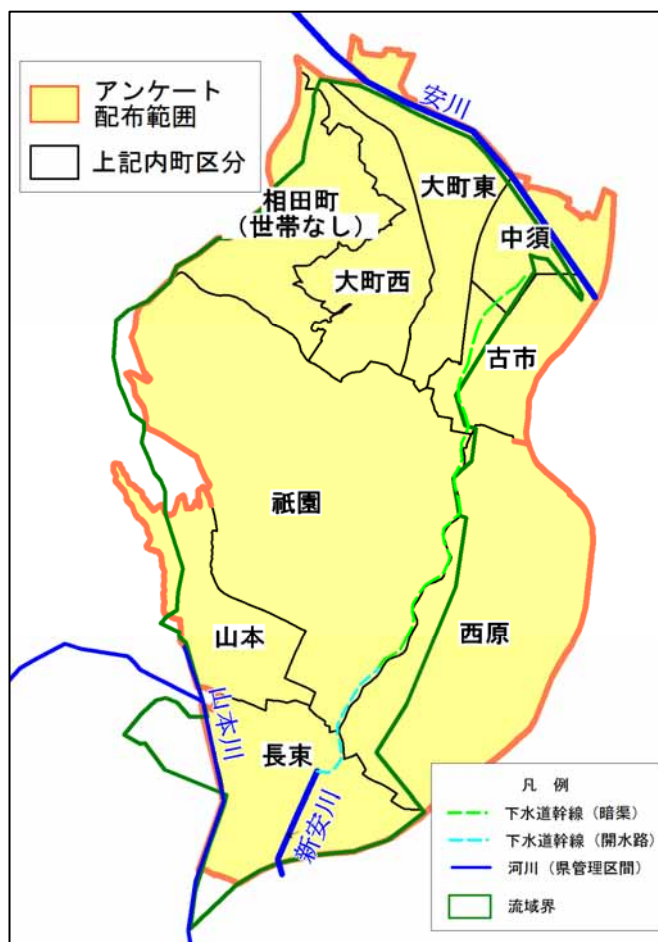 アンケート
配布範囲
上記内町区分
安川
大町東
相田町
(世帯なし)
中須
大町西
古市
祇園
西原
山本
山本川
長束
新安川
凡 例
下水道幹線(暗渠)
下水道幹線(開水路)
河川(県管理区間)
流域界